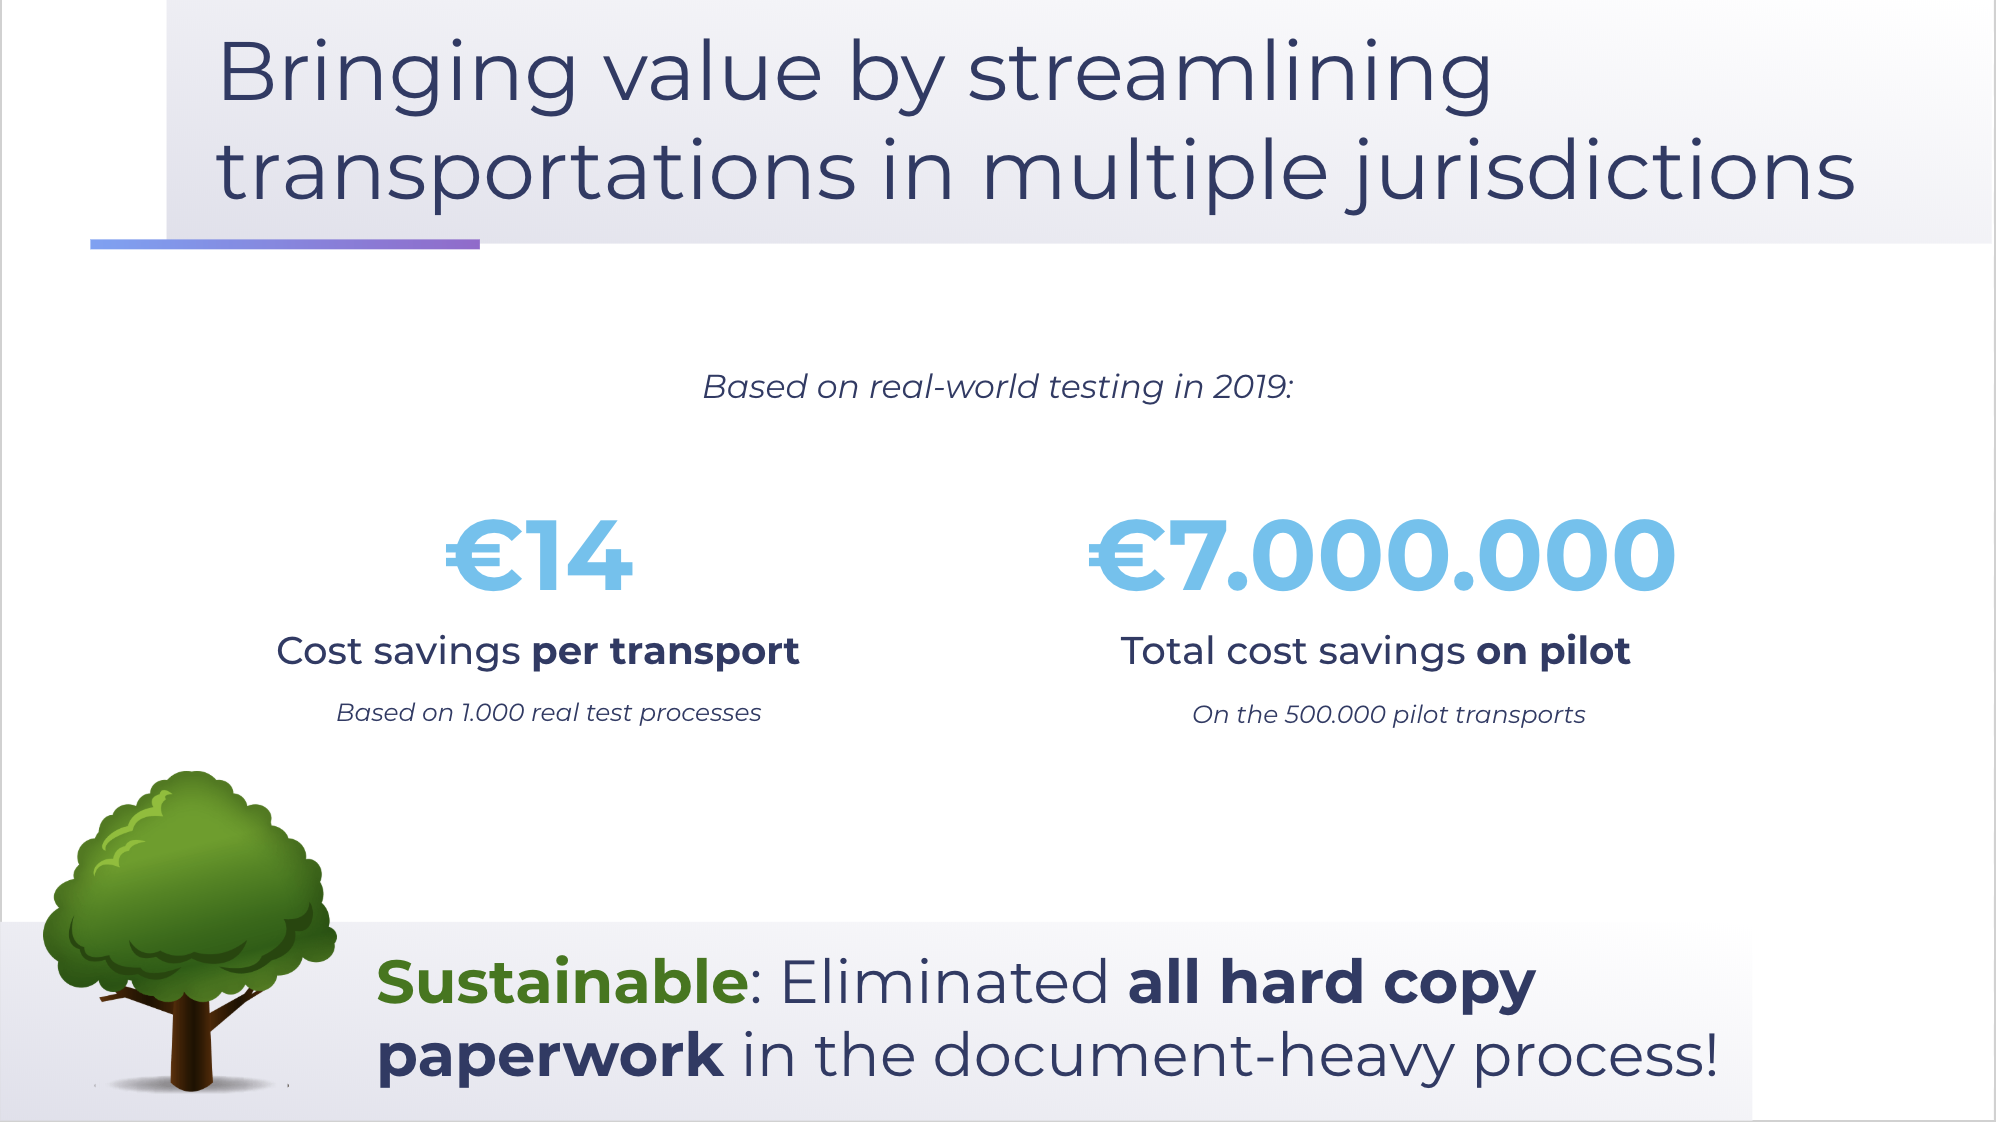 Bringing value by streamlining
transportations in multiple jurisdictions
Based on real-world testing in 2019:
€14
Cost savings per transport
Based on 1.000 real test processes
€7.000.000
Total cost savings on pilot
On the 500.000 pilot transports
Sustainable: Eliminated all hard copy
paperwork in the document-heavy process!